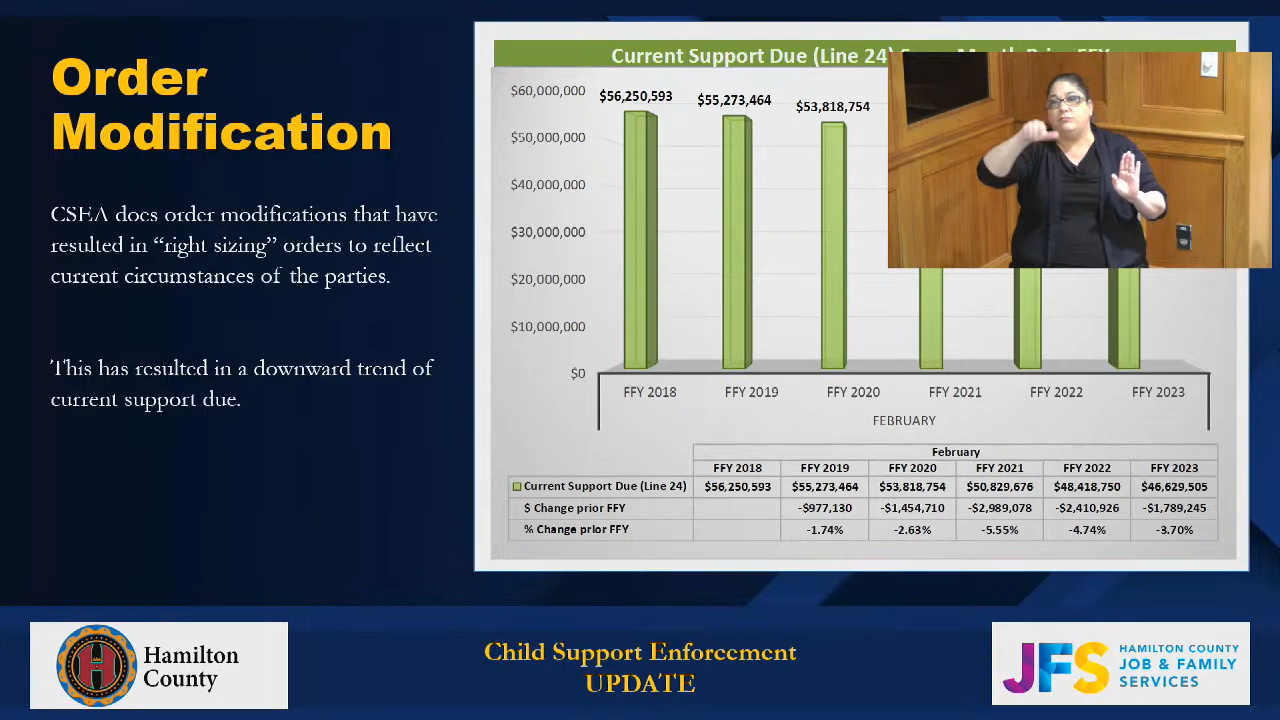 Order
Modification
CSEA does order modifications that have
resulted in “right sizing” orders to reflect
current circumstances of the parties.
This has resulted in a downward trend of
current support due.
Current Support Due (Line 24)
$60,000,000
$50,000,000
$40,000,000
$30,000,000
$20,000,000
$10,000,000
$0
$56,250,593
$55,273,464
$53,818,754
FFY 2018 FFY 2019 FFY 2020 FFY 2021 FFY 2022 FFY 2023
FEBRUARY
February
FFY 2018 FFY 2019 FFY 2020 FFY 2021 FFY 2022 FFY 2023
Current Support Due (Line 24) $56,250,593 $55,273,464 $53,818,754 $50,829,676 $48,418,750 $46,629,505
$ Change prior FFY -$977,130 -$1,454,710 -$2,989,078 -$2,410,926 -$1,789,245
% Change prior FFY -1.74% -2.63% -5.55% -4.74% -3.70%
Hamilton
County
Child Support Enforcement
UPDATE
JFS
HAMILTON COUNTY
JOB & FAMILY
SERVICES